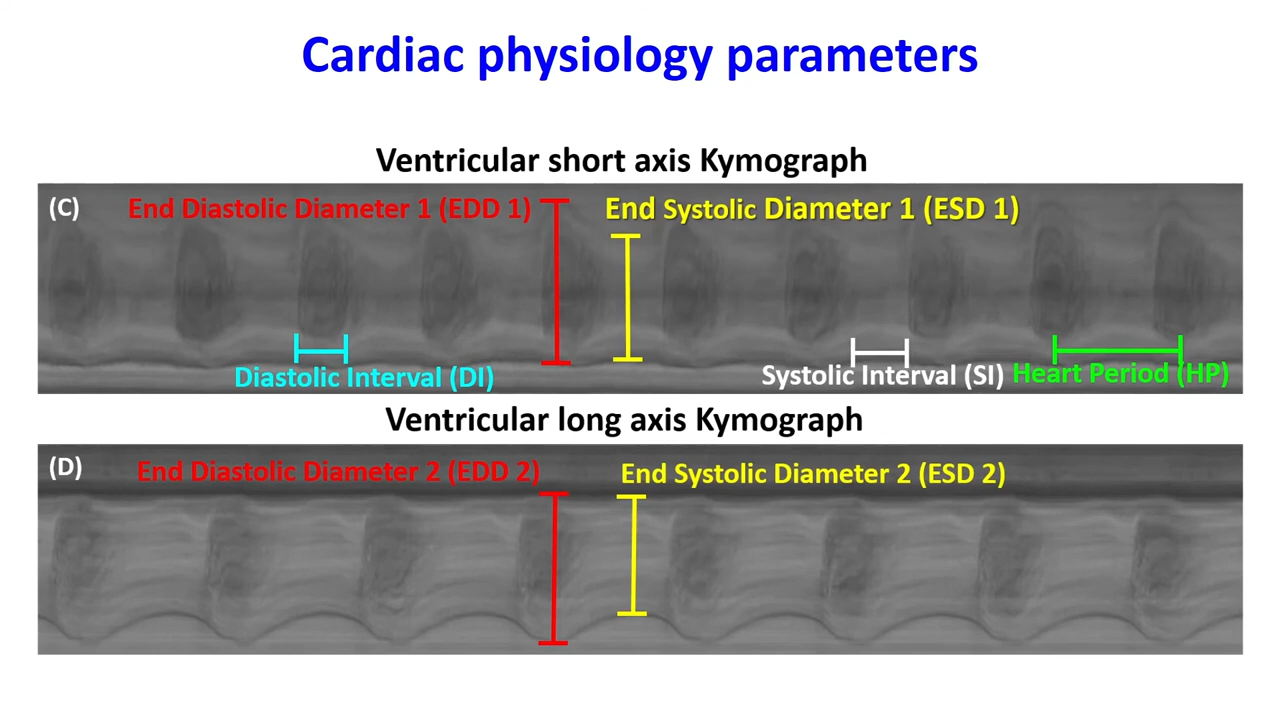 Cardiac physiology parameters
Ventricular short axis Kymograph
(C) End Diastolic Diameter 1 (EDD 1) End Systolic Diameter 1 (ESD 1)
Diastolic Interval (DI) Systolic Interval (SI) Heart Period (HP)
Ventricular long axis Kymograph
(D) End Diastolic Diameter 2 (EDD 2) End Systolic Diameter 2 (ESD 2)